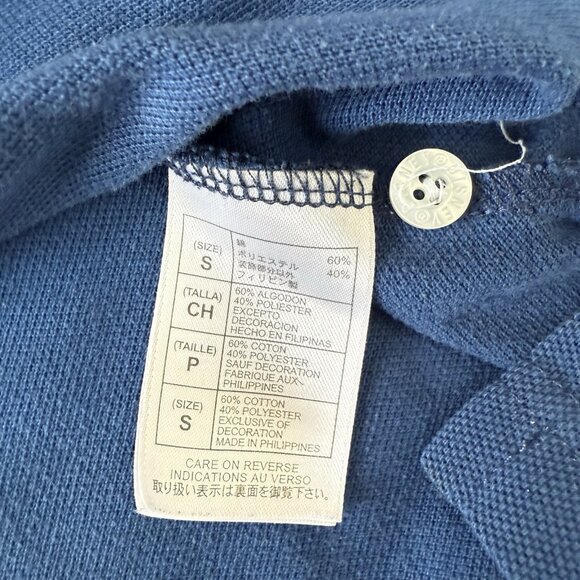 (SIZE)
S
綿 60%
ポリエステル 40%
装飾部分以外
フィリピン製
(TALLA)
CH
60% ALGODON
40% POLIESTER
EXCEPTO
DECORACION
HECHO EN FILIPINAS
(TAILLE)
P
60% COTTON
40% POLYESTER
SAUF DECORATION
FABRIQUE AUX
PHILIPPINES
(SIZE)
S
60% COTTON
40% POLYESTER
EXCLUSIVE OF
DECORATION
MADE IN PHILIPPINES
CARE ON REVERSE
INDICATIONS AU VERSO
取り扱い表示は裏面を御覧下さい
©DISNEY